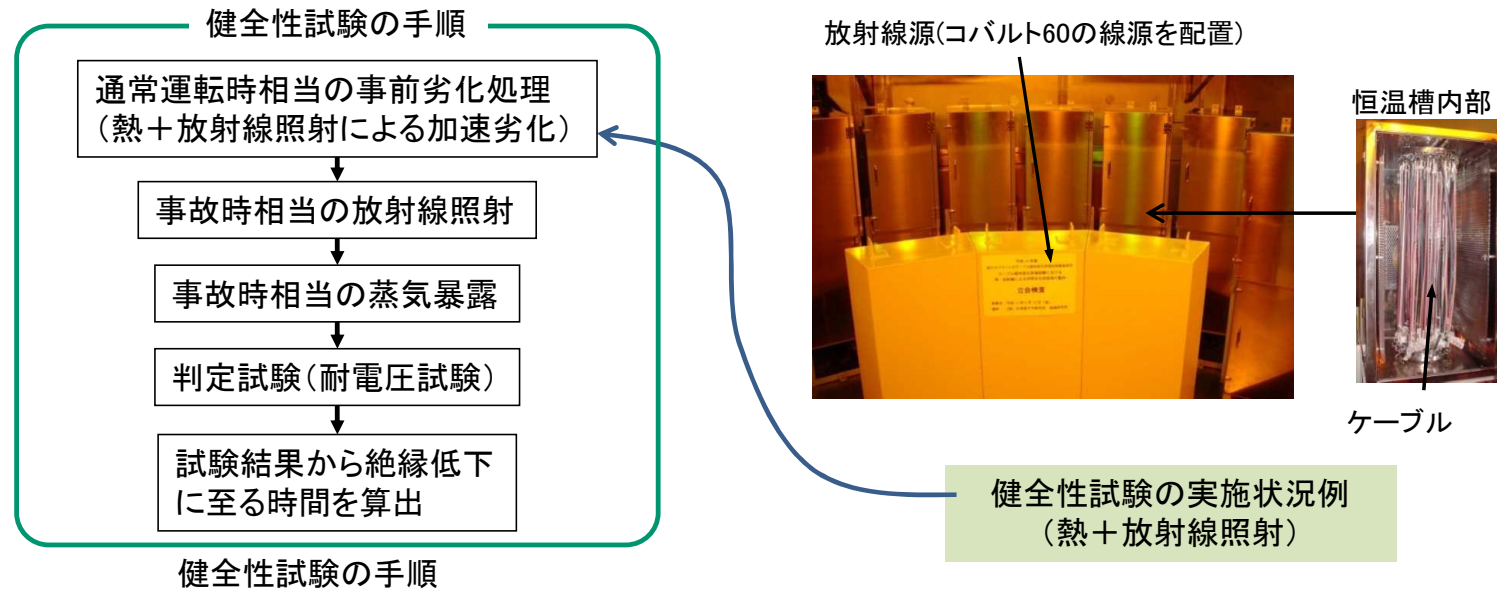 健全性試験の手順
通常運転時相当の事前劣化処理
（熱＋放射線照射による加速劣化）
事故時相当の放射線照射
事故時相当の蒸気暴露
判定試験（耐電圧試験）
試験結果から絶縁低下
に至る時間を算出
健全性試験の手順
放射線源(コバルト60の線源を配置)
恒温槽内部
立会検査
ケーブル
健全性試験の実施状況例
（熱＋放射線照射）